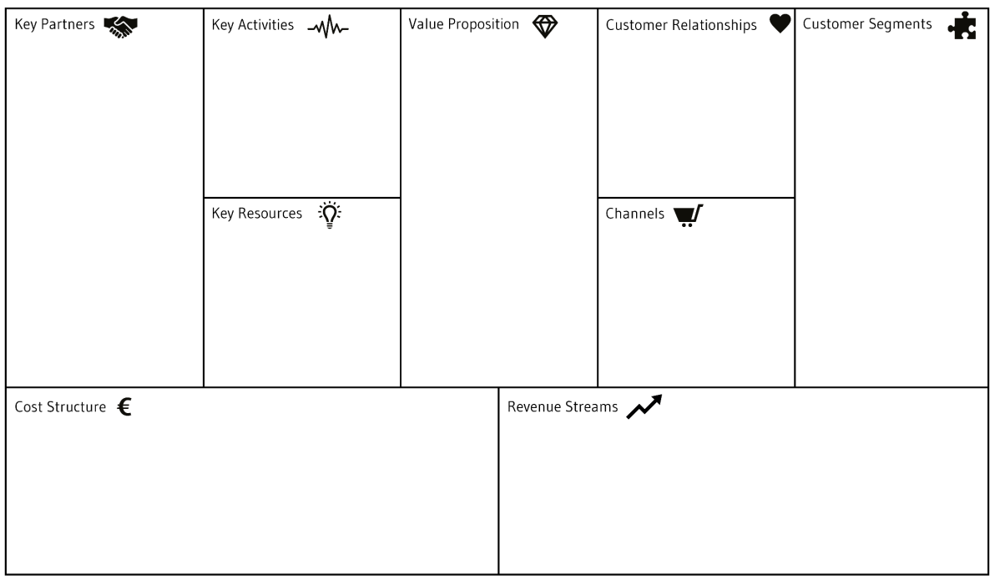 Key Partners
Key Activities
Value Proposition
Customer Relationships
Customer Segments
Key Resources
Channels
Cost Structure €
Revenue Streams